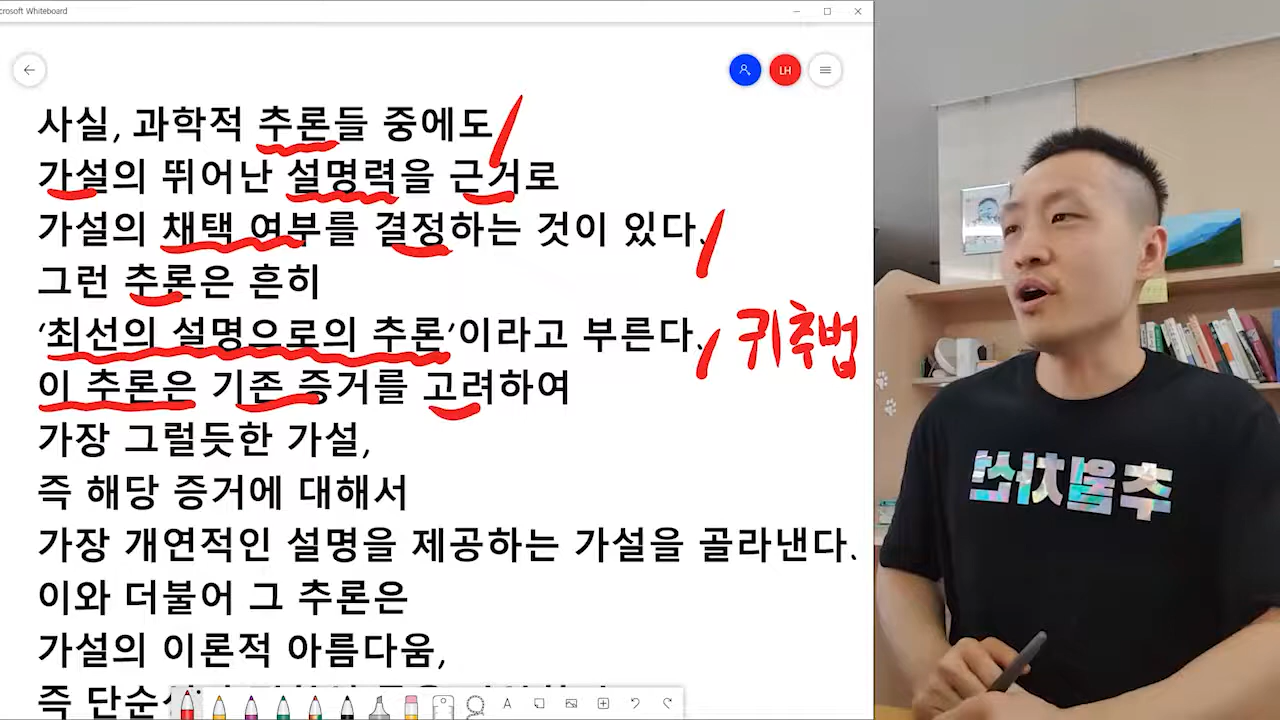 crosoft Whiteboard
LH
사실, 과학적 추론들 중에도
가설의 뛰어난 설명력을 근거로
가설의 채택 여부를 결정하는 것이 있다.
그런 추론은 흔히
‘최선의 설명으로의 추론’이라고 부른다.
귀추법
이 추론은 기존 증거를 고려하여
가장 그럴듯한 가설,
즉 해당 증거에 대해서
가장 개연적인 설명을 제공하는 가설을 골라낸다.
이와 더불어 그 추론은
가설의 이론적 아름다움,
즉
A
추월차선